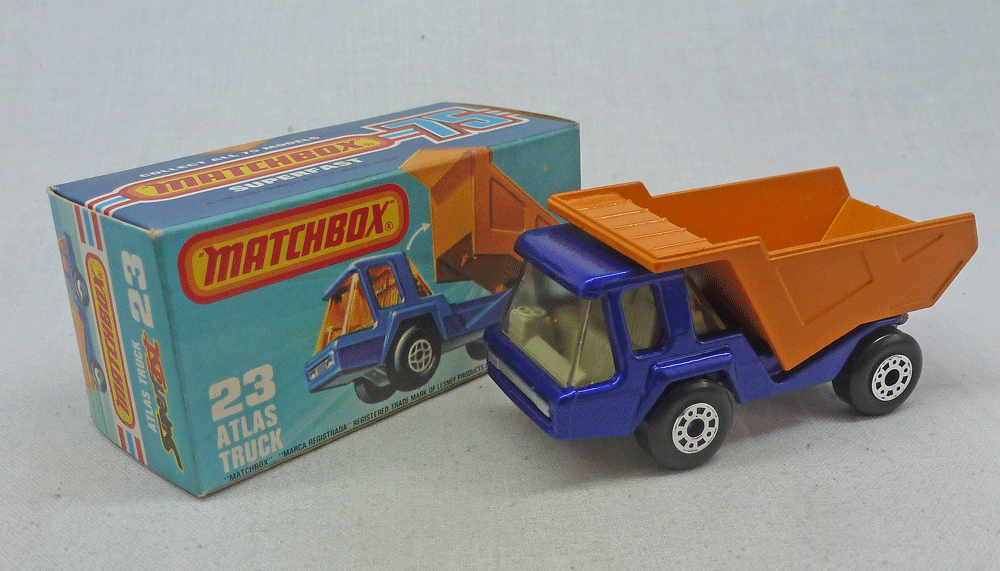 COLLECT ALL 75 MODELS
"MATCHBOX"
75
SUPERFAST
"MATCHBOX"®
23
ATLAS
TRUCK
"MATCHBOX" "MARCA REGISTRADA" REGISTERED TRADE MARK OF LESNEY PRODUCTS
"MATCHBOX"
ATLAS TRUCK 23
Superfast